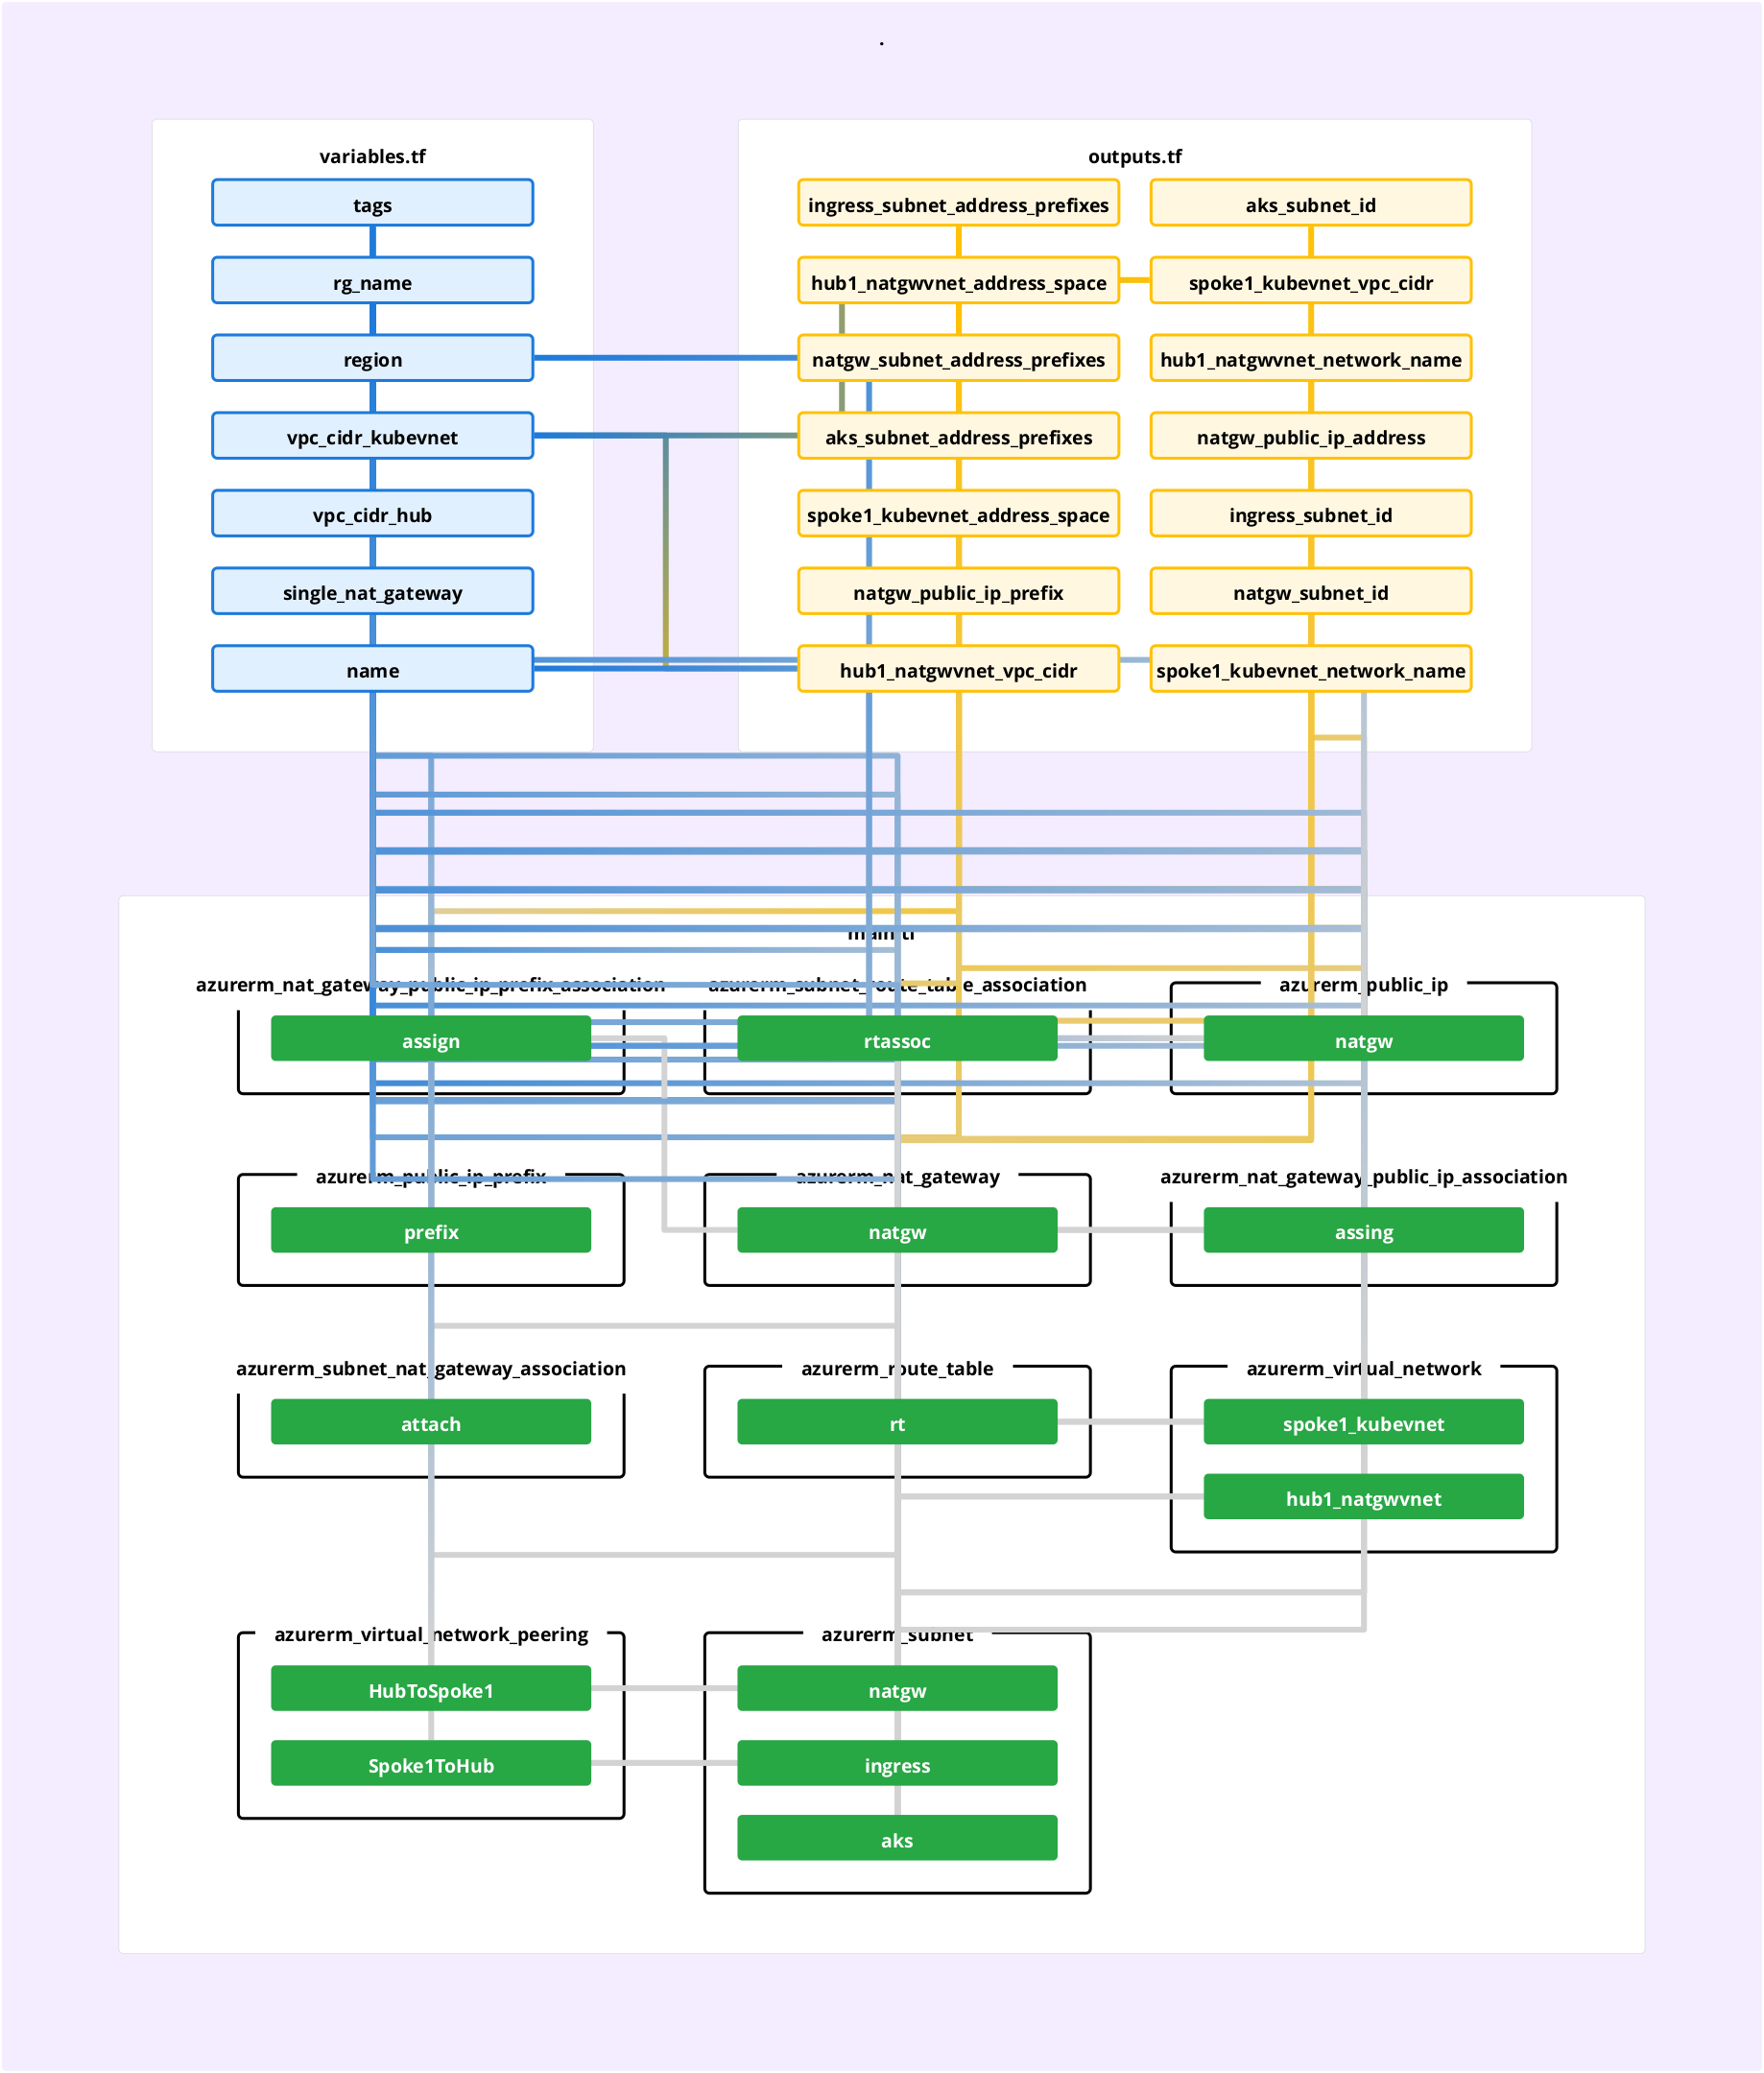 .
variables.tf
tags
rg_name
region
vpc_cidr_kubevnet
vpc_cidr_hub
single_nat_gateway
name
outputs.tf
ingress_subnet_address_prefixes
aks_subnet_id
hub1_natgwvnet_address_space
spoke1_kubevnet_vpc_cidr
natgw_subnet_address_prefixes
hub1_natgwvnet_network_name
aks_subnet_address_prefixes
natgw_public_ip_address
spoke1_kubevnet_address_space
ingress_subnet_id
natgw_public_ip_prefix
natgw_subnet_id
hub1_natgwvnet_vpc_cidr
spoke1_kubevnet_network_name
main.tf
azurerm_nat_gateway_public_ip_prefix_association
assign
azurerm_subnet_route_table_association
rtassoc
azurerm_public_ip
natgw
azurerm_public_ip_prefix
prefix
azurerm_nat_gateway
natgw
azurerm_nat_gateway_public_ip_association
assing
azurerm_subnet_nat_gateway_association
attach
azurerm_route_table
rt
azurerm_virtual_network
spoke1_kubevnet
hub1_natgwvnet
azurerm_virtual_network_peering
HubToSpoke1
Spoke1ToHub
azurerm_subnet
natgw
ingress
aks